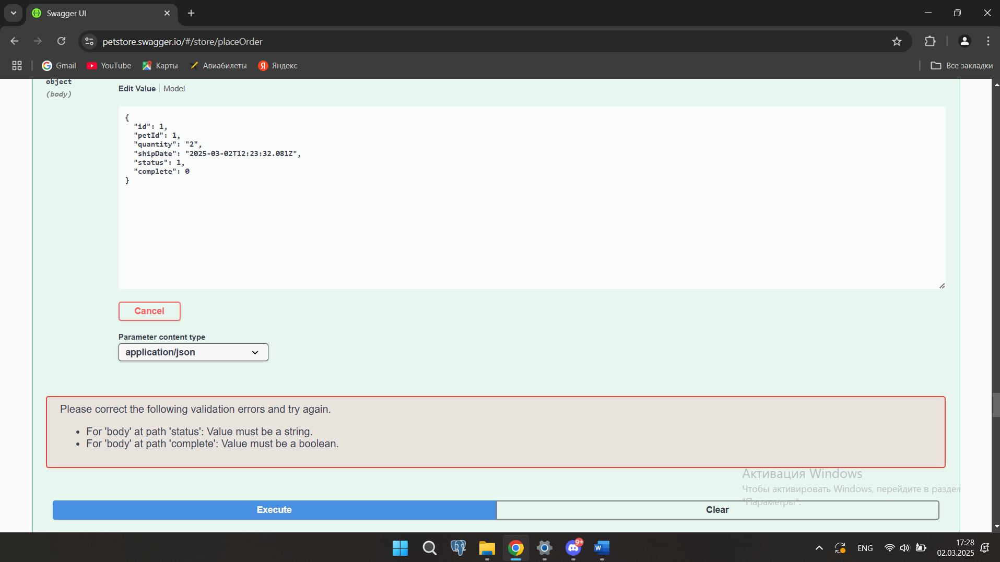 Swagger UI
petstore.swagger.io/#/store/placeOrder
Gmail
YouTube
Карты
Авиабилеты
Яндекс
Все закладки
object
(body)
Edit Value
Model
{
"id": 1,
"petId": 1,
"quantity": "2",
"shipDate": "2025-03-02T12:23:32.081Z",
"status": 1,
"complete": 0
}
Cancel
Parameter content type
application/json
Please correct the following validation errors and try again.
• For 'body' at path 'status': Value must be a string.
• For 'body' at path 'complete': Value must be a boolean.
Активация Windows
Чтобы активировать Windows, перейдите в раздел
"Параметры".
Execute
Clear
9+
W
ENG
17:28
02.03.2025